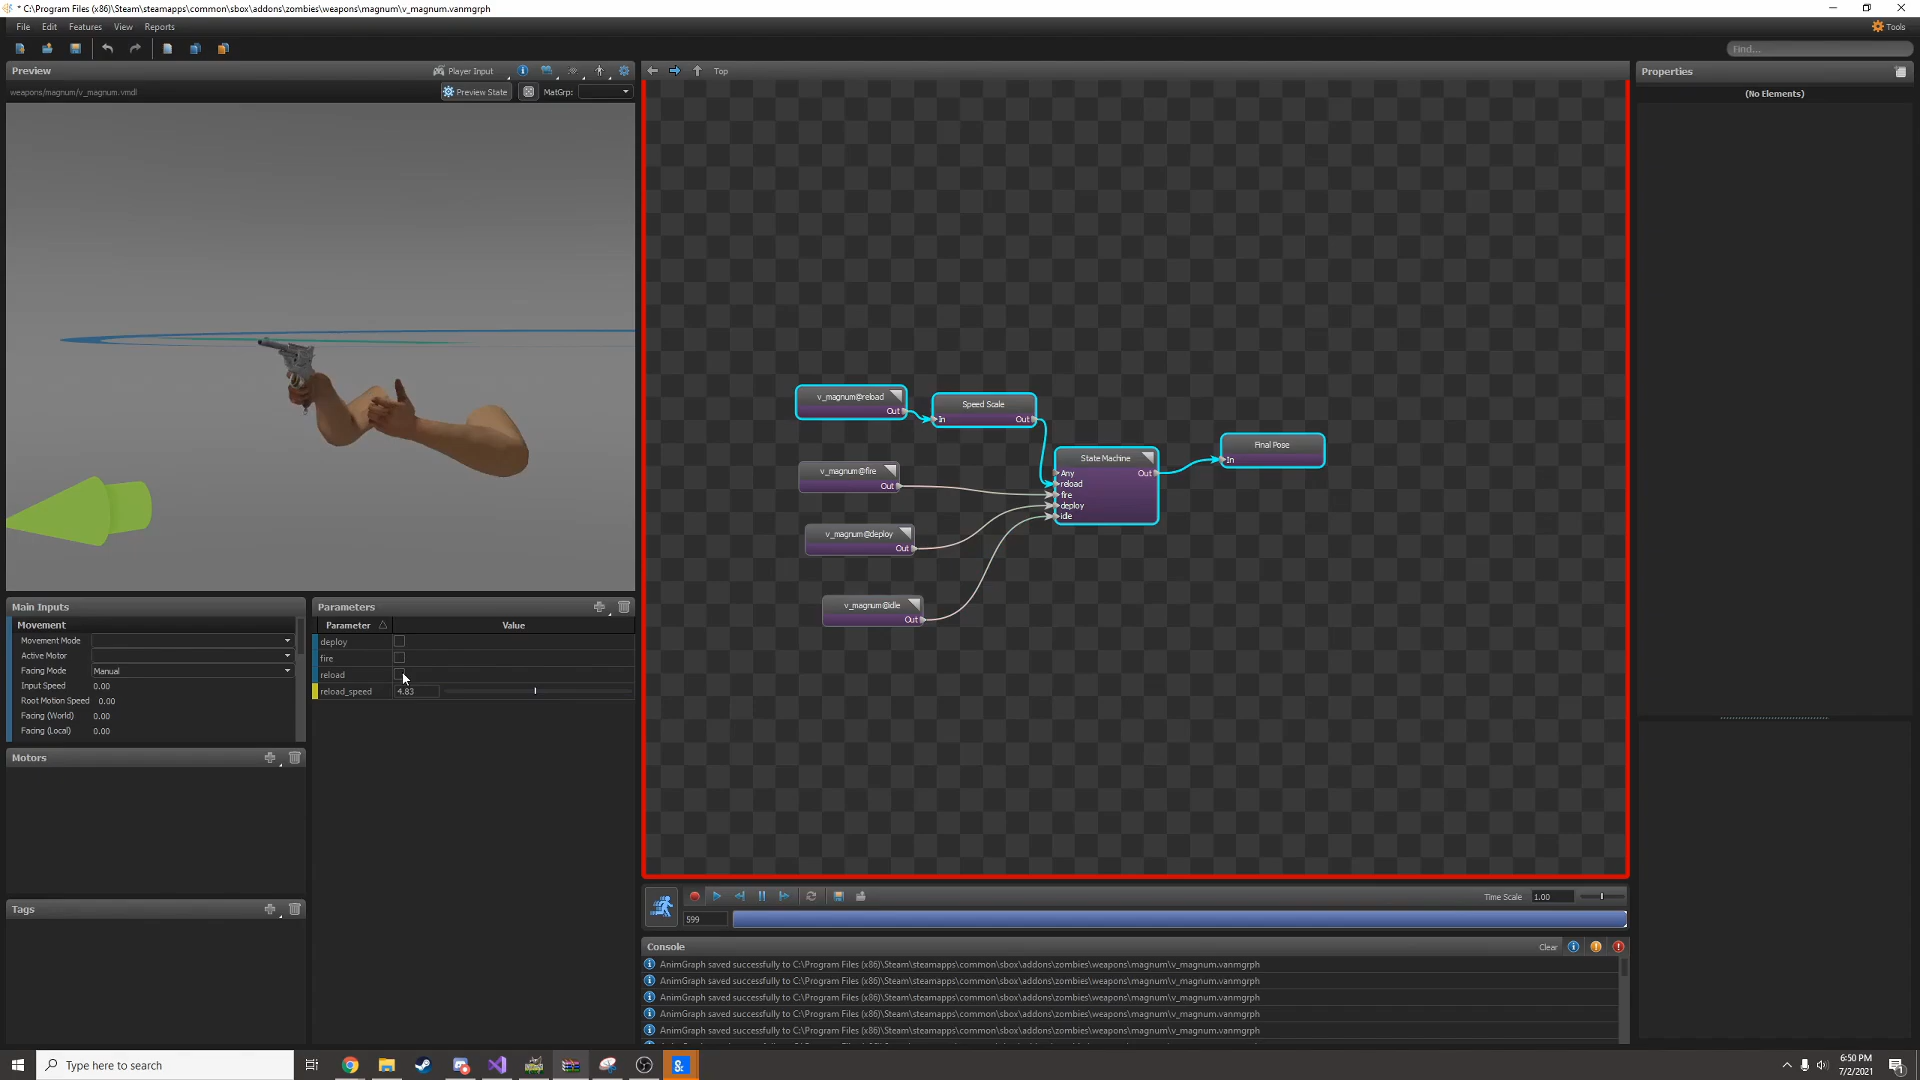 * C:\Program Files (x86)\Steam\steamapps\common\sbox\addons\zombies\weapons\magnum\v_magnum.vanmgrph
File Edit Features View Reports
Tools
Find...
Preview
Player Input
weapons/magnum/v_magnum.vmdl
Preview State
MatGrp:
Top
Properties
(No Elements)
v_magnum@reload
Out
Speed Scale
In Out
v_magnum@fire
Out
v_magnum@deploy
Out
v_magnum@idle
Out
State Machine
Any Out
reload
fire
deploy
idle
Final Pose
In
Main Inputs
Movement
Movement Mode
Active Motor
Facing Mode Manual
Input Speed 0.00
Root Motion Speed 0.00
Facing (World) 0.00
Facing (Local) 0.00
Motors
Tags
Parameters
Parameter Value
deploy
fire
reload
reload_speed 4.83
599
Time Scale 1.00
Console
Clear
AnimGraph saved successfully to C:\Program Files (x86)\Steam\steamapps\common\sbox\addons\zombies\weapons\magnum\v_magnum.vanmgrph
AnimGraph saved successfully to C:\Program Files (x86)\Steam\steamapps\common\sbox\addons\zombies\weapons\magnum\v_magnum.vanmgrph
AnimGraph saved successfully to C:\Program Files (x86)\Steam\steamapps\common\sbox\addons\zombies\weapons\magnum\v_magnum.vanmgrph
AnimGraph saved successfully to C:\Program Files (x86)\Steam\steamapps\common\sbox\addons\zombies\weapons\magnum\v_magnum.vanmgrph
AnimGraph saved successfully to C:\Program Files (x86)\Steam\steamapps\common\sbox\addons\zombies\weapons\magnum\v_magnum.vanmgrph
Type here to search
6:50 PM
7/2/2021